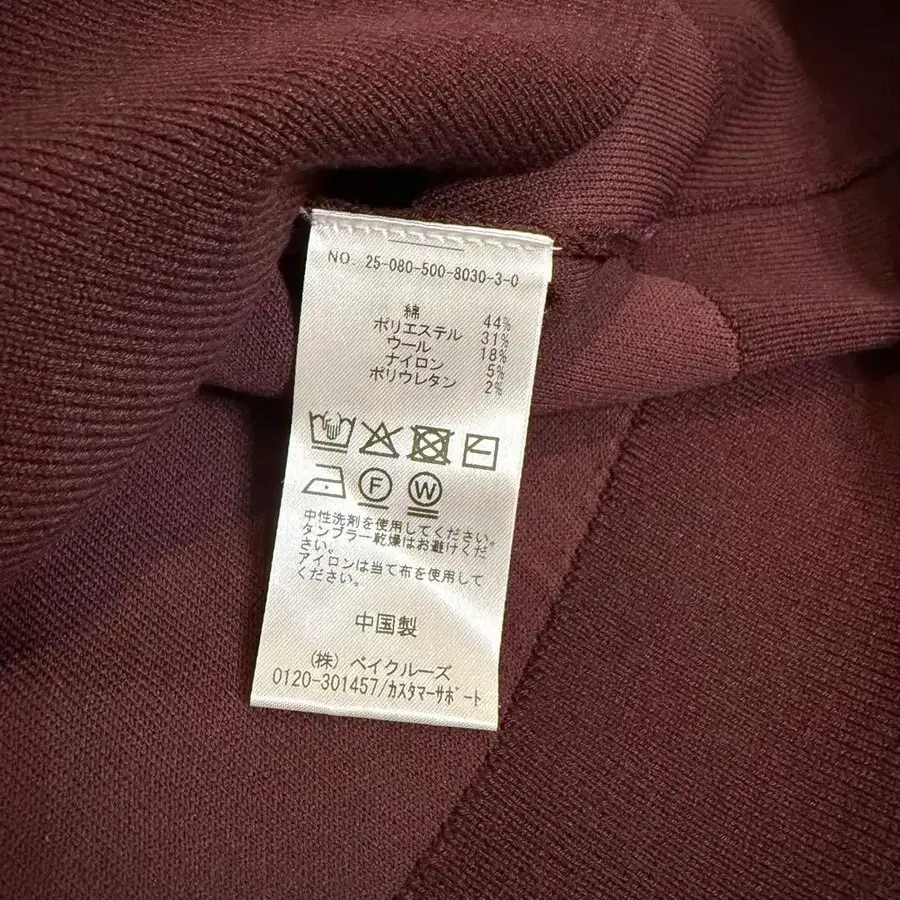 NO. 25-080-500-8030-3-0
綿 44%
ポリエステル 31%
ウール 18%
ナイロン 5%
ポリウレタン 2%
F W
中性洗剤を使用してください。
タンブラー乾燥はお避けくだ
さい。
アイロンは当て布を使用して
ください。
中国製
(株) ベイクルーズ
0120-301457/カスタマーサポート